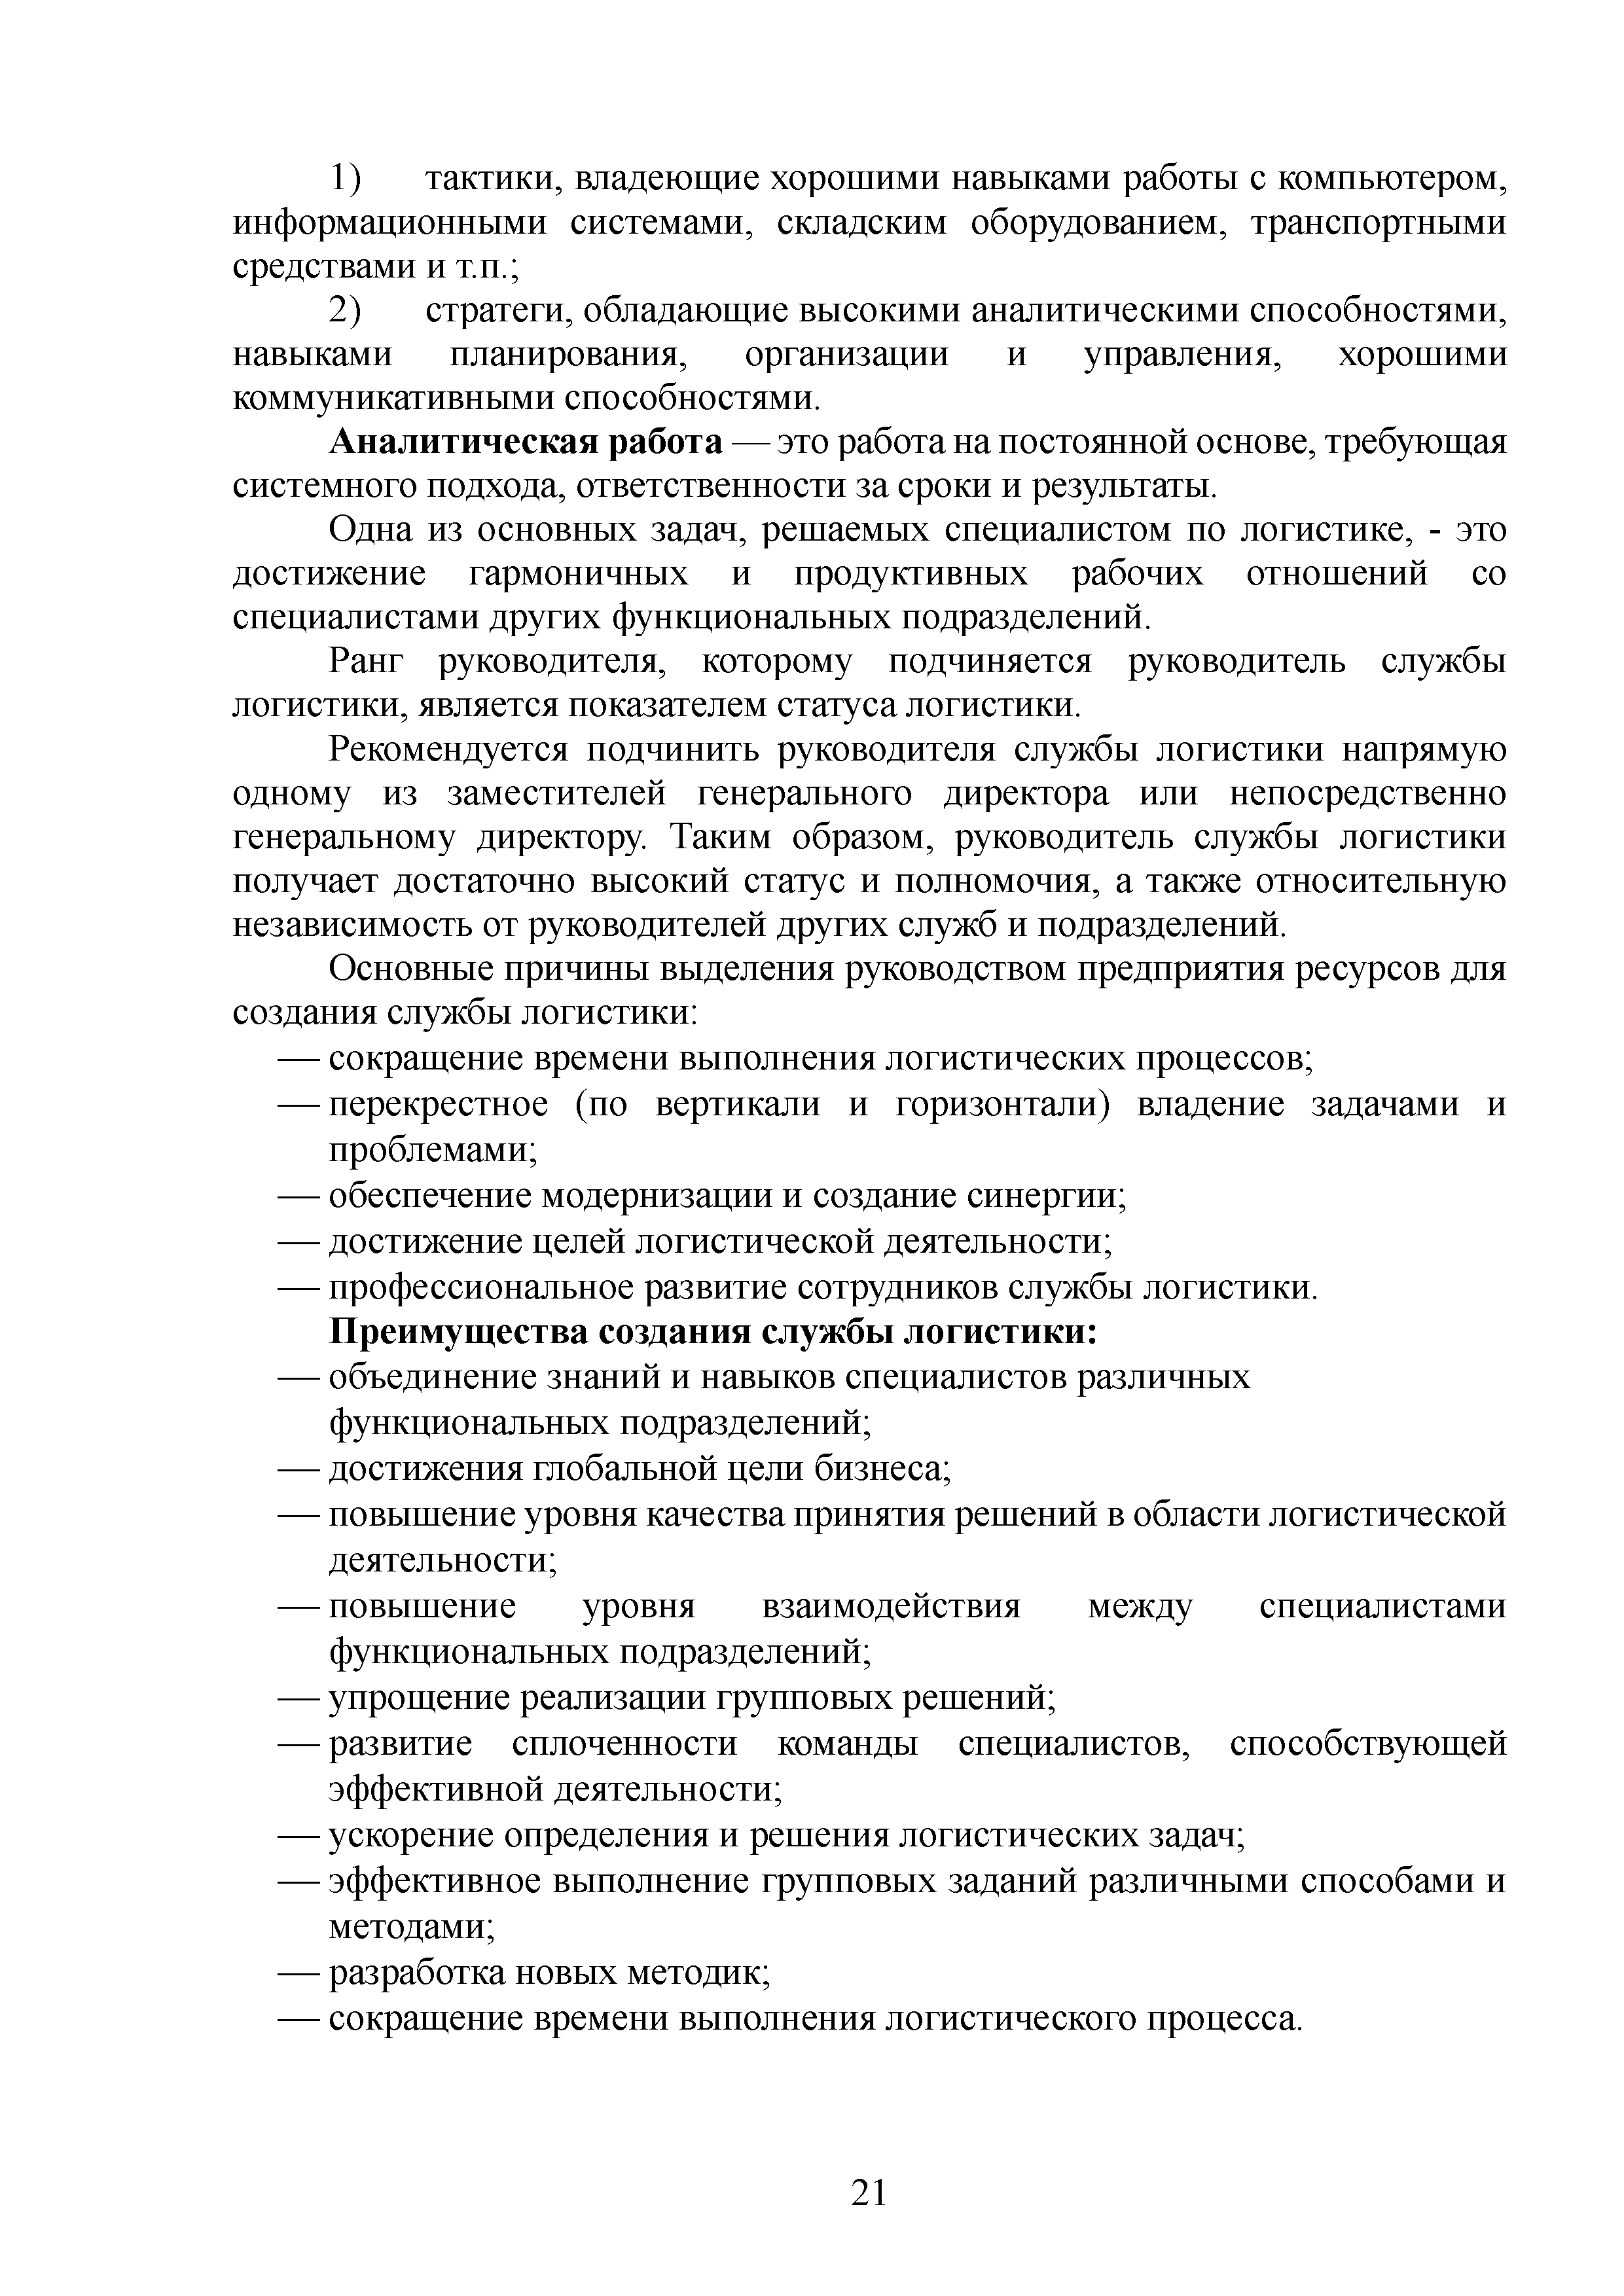 1) тактики, владеющие хорошими навыками работы с компьютером,
информационными системами, складским оборудованием, транспортными
средствами и т.п.;
2) стратеги, обладающие высокими аналитическими способностями,
навыками планирования, организации и управления, хорошими
коммуникативными способностями.
Аналитическая работа — это работа на постоянной основе, требующая
системного подхода, ответственности за сроки и результаты.
Одна из основных задач, решаемых специалистом по логистике, - это
достижение гармоничных и продуктивных рабочих отношений со
специалистами других функциональных подразделений.
Ранг руководителя, которому подчиняется руководитель службы
логистики, является показателем статуса логистики.
Рекомендуется подчинить руководителя службы логистики напрямую
одному из заместителей генерального директора или непосредственно
генеральному директору. Таким образом, руководитель службы логистики
получает достаточно высокий статус и полномочия, а также относительную
независимость от руководителей других служб и подразделений.
Основные причины выделения руководством предприятия ресурсов для
создания службы логистики:
— сокращение времени выполнения логистических процессов;
— перекрестное (по вертикали и горизонтали) владение задачами и
проблемами;
— обеспечение модернизации и создание синергии;
— достижение целей логистической деятельности;
— профессиональное развитие сотрудников службы логистики.
Преимущества создания службы логистики:
— объединение знаний и навыков специалистов различных
функциональных подразделений;
— достижения глобальной цели бизнеса;
— повышение уровня качества принятия решений в области логистической
деятельности;
— повышение уровня взаимодействия между специалистами
функциональных подразделений;
— упрощение реализации групповых решений;
— развитие сплоченности команды специалистов, способствующей
эффективной деятельности;
— ускорение определения и решения логистических задач;
— эффективное выполнение групповых заданий различными способами и
методами;
— разработка новых методик;
— сокращение времени выполнения логистического процесса.
21